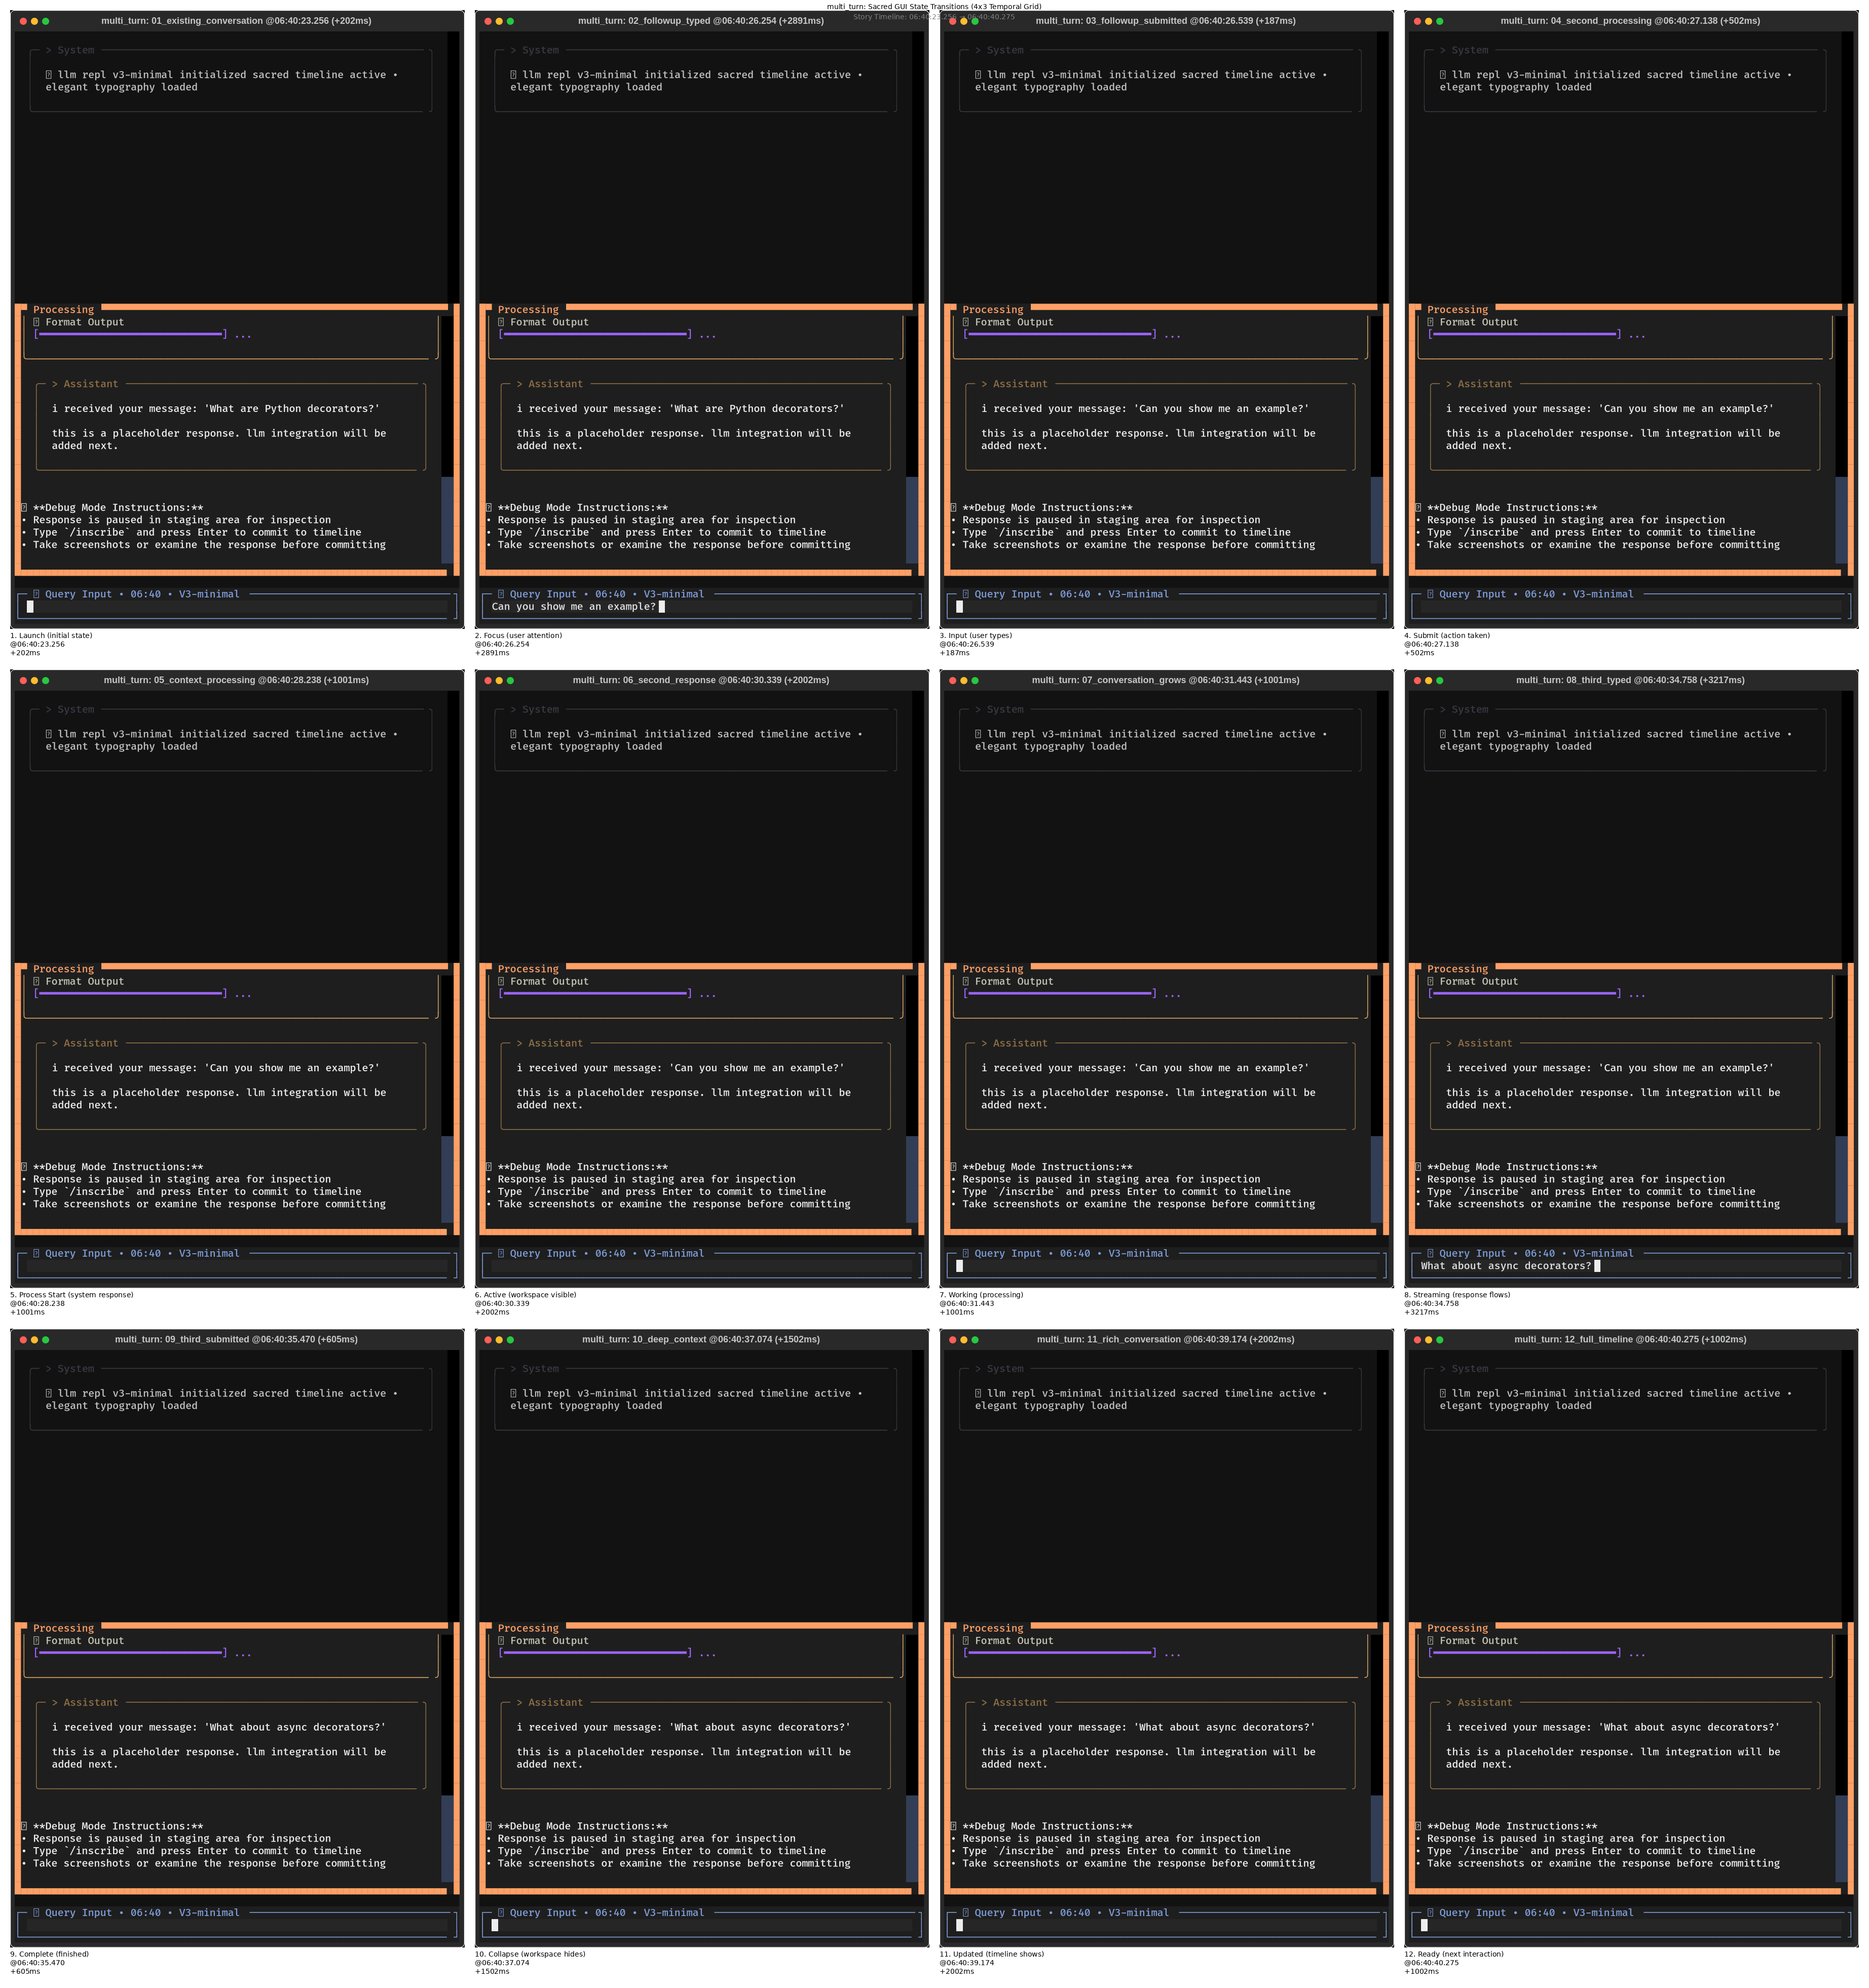 multi_turn: Sacred GUI State Transitions (4x3 Temporal Grid)
Story Timeline: 06:40:23.256 → 06:40:40.275
multi_turn: 01_existing_conversation @06:40:23.256 (+202ms)
> System
llm repl v3-minimal initialized sacred timeline active •
elegant typography loaded
Processing
Format Output
[━━━━━━━━━━━━━━━━━━━━━━━━━━━━━━] ...
> Assistant
i received your message: 'What are Python decorators?'
this is a placeholder response. llm integration will be
added next.
**Debug Mode Instructions:**
• Response is paused in staging area for inspection
• Type `/inscribe` and press Enter to commit to timeline
• Take screenshots or examine the response before committing
Query Input • 06:40 • V3-minimal
1. Launch (initial state)
@06:40:23.256
+202ms
multi_turn: 02_followup_typed @06:40:26.254 (+2891ms)
> System
llm repl v3-minimal initialized sacred timeline active •
elegant typography loaded
Processing
Format Output
[━━━━━━━━━━━━━━━━━━━━━━━━━━━━━━] ...
> Assistant
i received your message: 'What are Python decorators?'
this is a placeholder response. llm integration will be
added next.
**Debug Mode Instructions:**
• Response is paused in staging area for inspection
• Type `/inscribe` and press Enter to commit to timeline
• Take screenshots or examine the response before committing
Query Input • 06:40 • V3-minimal
Can you show me an example?
2. Focus (user attention)
@06:40:26.254
+2891ms
multi_turn: 03_followup_submitted @06:40:26.539 (+187ms)
> System
llm repl v3-minimal initialized sacred timeline active •
elegant typography loaded
Processing
Format Output
[━━━━━━━━━━━━━━━━━━━━━━━━━━━━━━] ...
> Assistant
i received your message: 'Can you show me an example?'
this is a placeholder response. llm integration will be
added next.
**Debug Mode Instructions:**
• Response is paused in staging area for inspection
• Type `/inscribe` and press Enter to commit to timeline
• Take screenshots or examine the response before committing
Query Input • 06:40 • V3-minimal
3. Input (user types)
@06:40:26.539
+187ms
multi_turn: 04_second_processing @06:40:27.138 (+502ms)
> System
llm repl v3-minimal initialized sacred timeline active •
elegant typography loaded
Processing
Format Output
[━━━━━━━━━━━━━━━━━━━━━━━━━━━━━━] ...
> Assistant
i received your message: 'Can you show me an example?'
this is a placeholder response. llm integration will be
added next.
**Debug Mode Instructions:**
• Response is paused in staging area for inspection
• Type `/inscribe` and press Enter to commit to timeline
• Take screenshots or examine the response before committing
Query Input • 06:40 • V3-minimal
4. Submit (action taken)
@06:40:27.138
+502ms
multi_turn: 05_context_processing @06:40:28.238 (+1001ms)
> System
llm repl v3-minimal initialized sacred timeline active •
elegant typography loaded
Processing
Format Output
[━━━━━━━━━━━━━━━━━━━━━━━━━━━━━━] ...
> Assistant
i received your message: 'Can you show me an example?'
this is a placeholder response. llm integration will be
added next.
**Debug Mode Instructions:**
• Response is paused in staging area for inspection
• Type `/inscribe` and press Enter to commit to timeline
• Take screenshots or examine the response before committing
Query Input • 06:40 • V3-minimal
5. Process Start (system response)
@06:40:28.238
+1001ms
multi_turn: 06_second_response @06:40:30.339 (+2002ms)
> System
llm repl v3-minimal initialized sacred timeline active •
elegant typography loaded
Processing
Format Output
[━━━━━━━━━━━━━━━━━━━━━━━━━━━━━━] ...
> Assistant
i received your message: 'Can you show me an example?'
this is a placeholder response. llm integration will be
added next.
**Debug Mode Instructions:**
• Response is paused in staging area for inspection
• Type `/inscribe` and press Enter to commit to timeline
• Take screenshots or examine the response before committing
Query Input • 06:40 • V3-minimal
6. Active (workspace visible)
@06:40:30.339
+2002ms
multi_turn: 07_conversation_grows @06:40:31.443 (+1001ms)
> System
llm repl v3-minimal initialized sacred timeline active •
elegant typography loaded
Processing
Format Output
[━━━━━━━━━━━━━━━━━━━━━━━━━━━━━━] ...
> Assistant
i received your message: 'Can you show me an example?'
this is a placeholder response. llm integration will be
added next.
**Debug Mode Instructions:**
• Response is paused in staging area for inspection
• Type `/inscribe` and press Enter to commit to timeline
• Take screenshots or examine the response before committing
Query Input • 06:40 • V3-minimal
7. Working (processing)
@06:40:31.443
+1001ms
multi_turn: 08_third_typed @06:40:34.758 (+3217ms)
> System
llm repl v3-minimal initialized sacred timeline active •
elegant typography loaded
Processing
Format Output
[━━━━━━━━━━━━━━━━━━━━━━━━━━━━━━] ...
> Assistant
i received your message: 'Can you show me an example?'
this is a placeholder response. llm integration will be
added next.
**Debug Mode Instructions:**
• Response is paused in staging area for inspection
• Type `/inscribe` and press Enter to commit to timeline
• Take screenshots or examine the response before committing
Query Input • 06:40 • V3-minimal
What about async decorators?
8. Streaming (response flows)
@06:40:34.758
+3217ms
multi_turn: 09_third_submitted @06:40:35.470 (+605ms)
> System
llm repl v3-minimal initialized sacred timeline active •
elegant typography loaded
Processing
Format Output
[━━━━━━━━━━━━━━━━━━━━━━━━━━━━━━] ...
> Assistant
i received your message: 'What about async decorators?'
this is a placeholder response. llm integration will be
added next.
**Debug Mode Instructions:**
• Response is paused in staging area for inspection
• Type `/inscribe` and press Enter to commit to timeline
• Take screenshots or examine the response before committing
Query Input • 06:40 • V3-minimal
9. Complete (finished)
@06:40:35.470
+605ms
multi_turn: 10_deep_context @06:40:37.074 (+1502ms)
> System
llm repl v3-minimal initialized sacred timeline active •
elegant typography loaded
Processing
Format Output
[━━━━━━━━━━━━━━━━━━━━━━━━━━━━━━] ...
> Assistant
i received your message: 'What about async decorators?'
this is a placeholder response. llm integration will be
added next.
**Debug Mode Instructions:**
• Response is paused in staging area for inspection
• Type `/inscribe` and press Enter to commit to timeline
• Take screenshots or examine the response before committing
Query Input • 06:40 • V3-minimal
10. Collapse (workspace hides)
@06:40:37.074
+1502ms
multi_turn: 11_rich_conversation @06:40:39.174 (+2002ms)
> System
llm repl v3-minimal initialized sacred timeline active •
elegant typography loaded
Processing
Format Output
[━━━━━━━━━━━━━━━━━━━━━━━━━━━━━━] ...
> Assistant
i received your message: 'What about async decorators?'
this is a placeholder response. llm integration will be
added next.
**Debug Mode Instructions:**
• Response is paused in staging area for inspection
• Type `/inscribe` and press Enter to commit to timeline
• Take screenshots or examine the response before committing
Query Input • 06:40 • V3-minimal
11. Updated (timeline shows)
@06:40:39.174
+2002ms
multi_turn: 12_full_timeline @06:40:40.275 (+1002ms)
> System
llm repl v3-minimal initialized sacred timeline active •
elegant typography loaded
Processing
Format Output
[━━━━━━━━━━━━━━━━━━━━━━━━━━━━━━] ...
> Assistant
i received your message: 'What about async decorators?'
this is a placeholder response. llm integration will be
added next.
**Debug Mode Instructions:**
• Response is paused in staging area for inspection
• Type `/inscribe` and press Enter to commit to timeline
• Take screenshots or examine the response before committing
Query Input • 06:40 • V3-minimal
12. Ready (next interaction)
@06:40:40.275
+1002ms